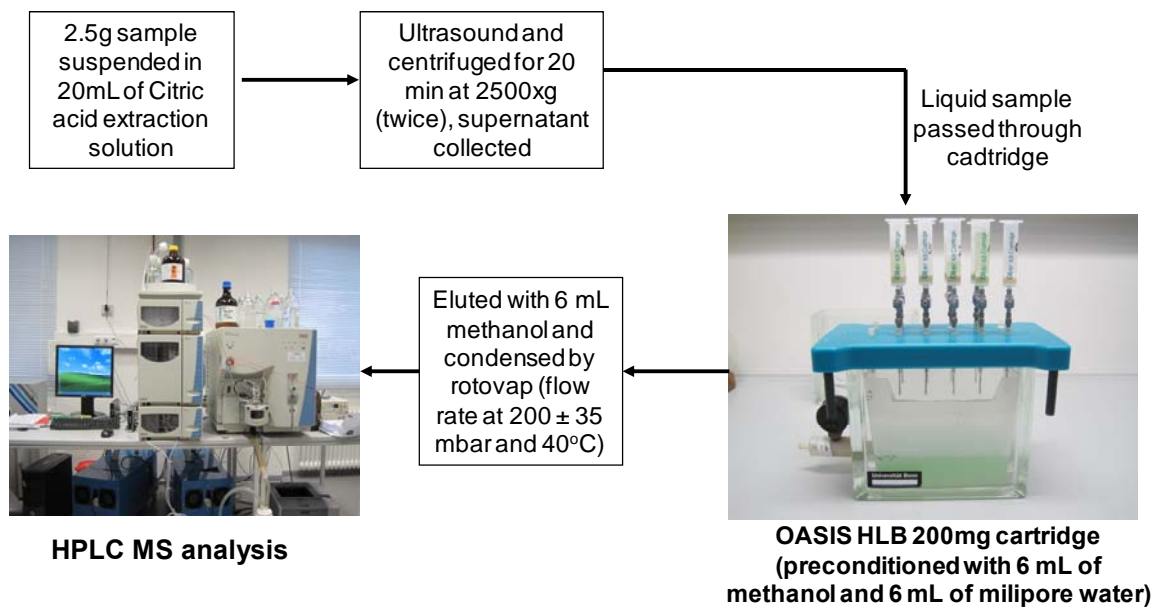 2.5g sample
suspended in
20mL of Citric
acid extraction
solution
Ultrasound and
centrifuged for 20
min at 2500xg
(twice), supernatant
collected
Liquid sample
passed through
cadtridge
OASIS HLB 200mg cartridge
(preconditioned with 6 mL of
methanol and 6 mL of milipore water)
Universität Bonn
Eluted with 6 mL
methanol and
condensed by
rotovap (flow
rate at 200 ± 35
mbar and 40°C)
HPLC MS analysis